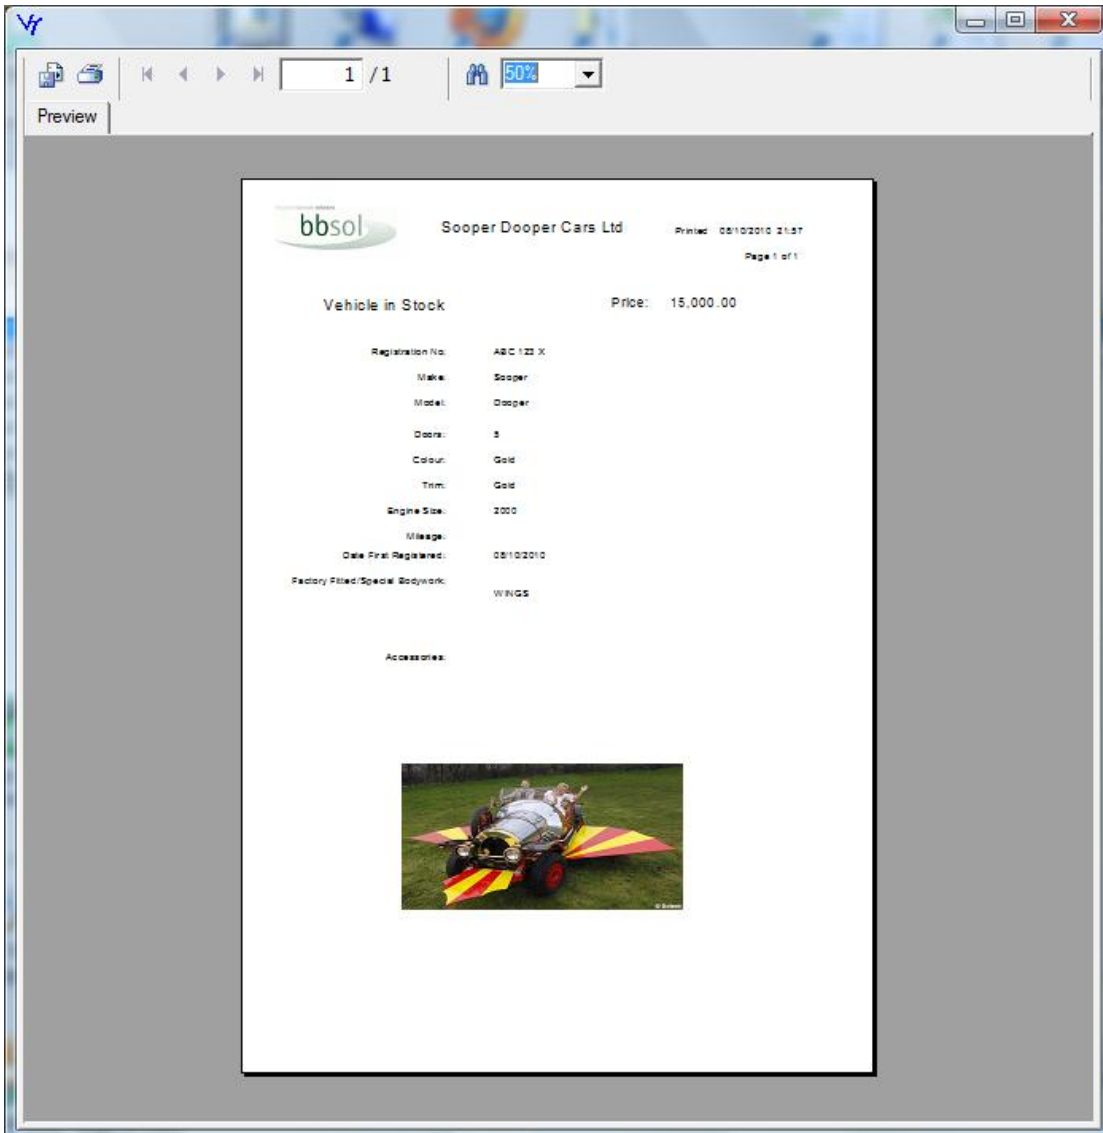 1 /1
50%
Preview
bbsol
Sooper Dooper Cars Ltd
Printed 08/10/2010 21:57
Page 1 of 1
Vehicle in Stock Price: 15,000.00
Registration No: ABC 123 X
Make: Sooper
Model: Dooper
Doors: 5
Colour: Gold
Trim: Gold
Engine Size: 2000
Mileage:
Date First Registered: 08/10/2010
Factory Fitted/Special Bodywork:
WINGS
Accessories: